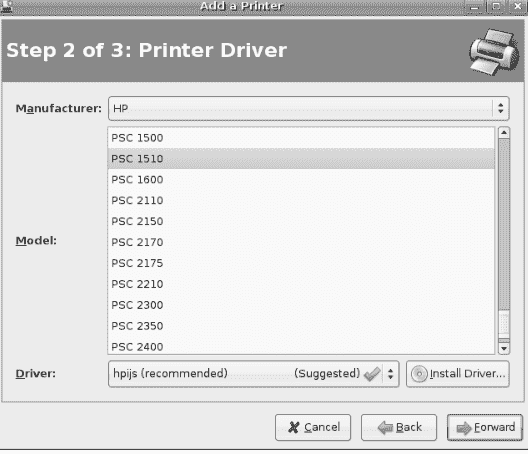 Add a Printer
Step 2 of 3: Printer Driver
Manufacturer: HP
PSC 1500
PSC 1510
PSC 1600
PSC 2110
PSC 2150
Model:
PSC 2170
PSC 2175
PSC 2210
PSC 2300
PSC 2350
PSC 2400
Driver: hpijs (recommended) (Suggested) Install Driver...
Cancel Back Forward